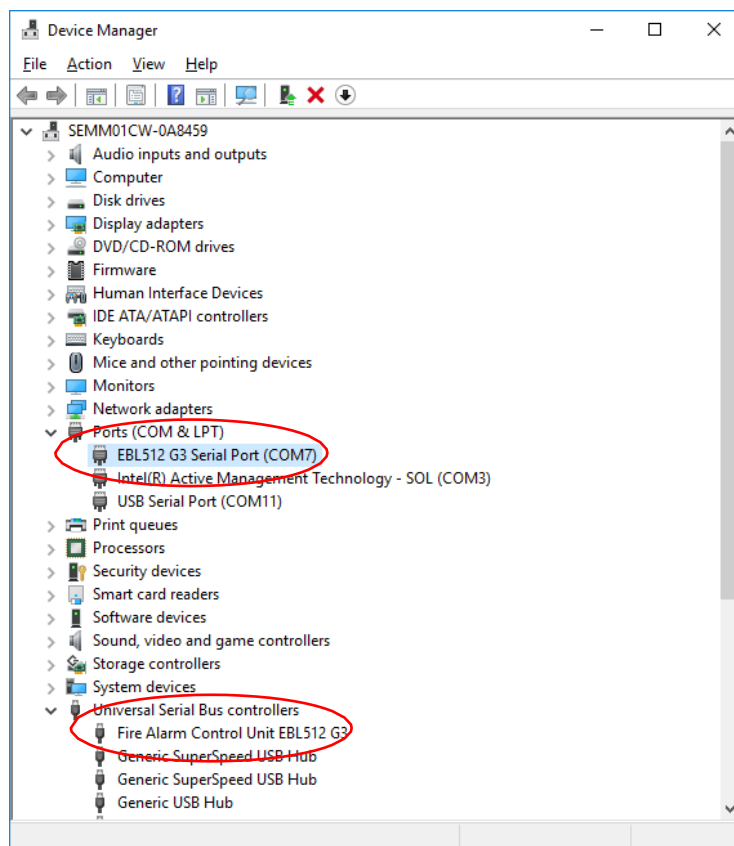 Device Manager
File Action View Help
SEMM01CW-0A8459
Audio inputs and outputs
Computer
Disk drives
Display adapters
DVD/CD-ROM drives
Firmware
Human Interface Devices
IDE ATA/ATAPI controllers
Keyboards
Mice and other pointing devices
Monitors
Network adapters
Ports (COM & LPT)
EBL512 G3 Serial Port (COM7)
Intel(R) Active Management Technology - SOL (COM3)
USB Serial Port (COM11)
Print queues
Processors
Security devices
Smart card readers
Software devices
Sound, video and game controllers
Storage controllers
System devices
Universal Serial Bus controllers
Fire Alarm Control Unit EBL512 G3
Generic SuperSpeed USB Hub
Generic SuperSpeed USB Hub
Generic USB Hub